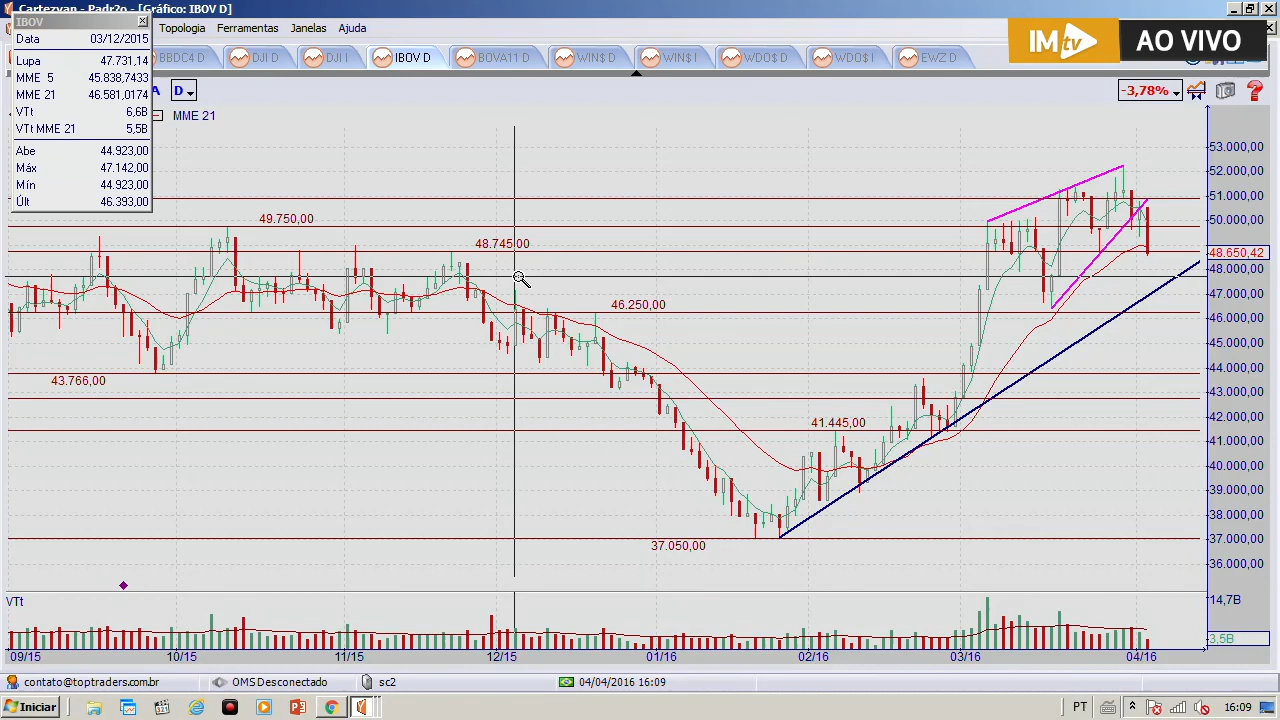 Cartezyan - Padr2o - [Gráfico: IBOV D]
IBOV
Data 03/12/2015
Lupa 47.731,14
MME 5 45.838,7433
MME 21 46.581,0174
VTt 6,6B
VTt MME 21 5,5B
Abe 44.923,00
Máx 47.142,00
Mín 44.923,00
Últ 46.393,00
Topologia Ferramentas Janelas Ajuda
BBDC4 D DJI D DJI I IBOV D BOVA11 D WIN$ D WIN$ I WDO$ D WDO$ I EWZ D
IM tv AO VIVO
A D
-3,78%
MME 21
53.000,00
52.000,00
51.000,00
50.000,00
48.650,42
48.000,00
47.000,00
46.000,00
45.000,00
44.000,00
43.000,00
42.000,00
41.000,00
40.000,00
39.000,00
38.000,00
37.000,00
36.000,00
49.750,00
48.745,00
46.250,00
43.766,00
41.445,00
37.050,00
VTt
14,7B
3,5B
09/15 10/15 11/15 12/15 01/16 02/16 03/16 04/16
contato@toptraders.com.br OMS Desconectado sc2 04/04/2016 16:09
Iniciar PT 16:09